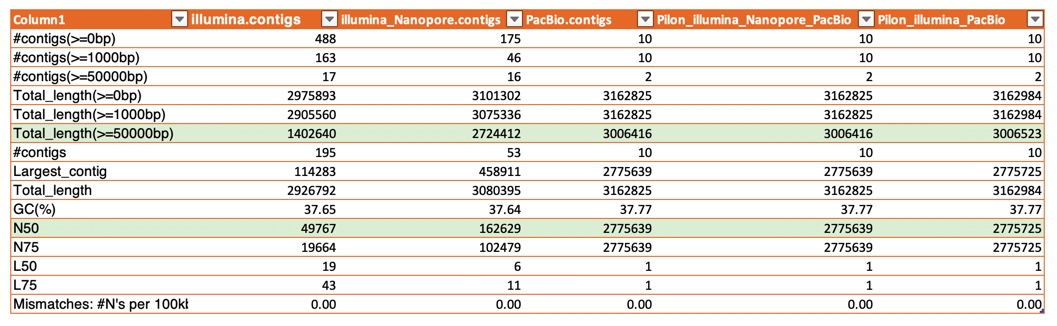 Column1 illumina.contigs illumina_Nanopore.contigs PacBio.contigs Pilon_illumina_Nanopore_PacBio Pilon_illumina_PacBio
#contigs(>=0bp) 488 175 10 10 10
#contigs(>=1000bp) 163 46 10 10 10
#contigs(>=50000bp) 17 16 2 2 2
Total_length(>=0bp) 2975893 3101302 3162825 3162825 3162984
Total_length(>=1000bp) 2905560 3075336 3162825 3162825 3162984
Total_length(>=50000bp) 1402640 2724412 3006416 3006416 3006523
#contigs 195 53 10 10 10
Largest_contig 114283 458911 2775639 2775639 2775725
Total_length 2926792 3080395 3162825 3162825 3162984
GC(%) 37.65 37.64 37.77 37.77 37.77
N50 49767 162629 2775639 2775639 2775725
N75 19664 102479 2775639 2775639 2775725
L50 19 6 1 1 1
L75 43 11 1 1 1
Mismatches: #N's per 100k 0.00 0.00 0.00 0.00 0.00